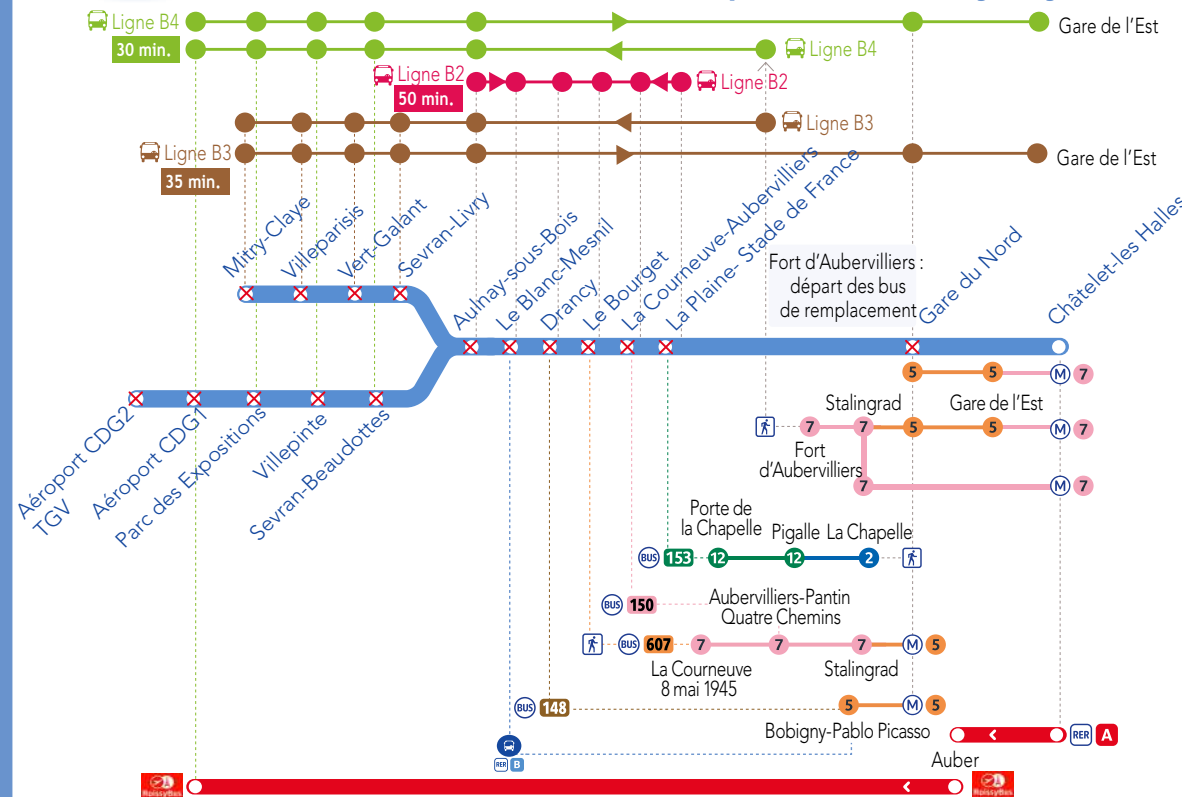 Ligne B4
Gare de l'Est
30 min.
Ligne B4
Ligne B2
Ligne B2
50 min.
Ligne B3
Ligne B3
Gare de l'Est
35 min.
Mitry-Claye
Villeparisis
Vert-Galant
Sevran-Livry
Aulnay-sous-Bois
Le Blanc-Mesnil
Drancy
Le Bourget
La Courneuve-Aubervilliers
La Plaine- Stade de France
Fort d'Aubervilliers :
départ des bus
de remplacement
Gare du Nord
Châtelet-les Halles
Aéroport CDG2
TGV
Aéroport CDG1
Parc des Expositions
Villepinte
Sevran-Beaudottes
5
5
M
7
Stalingrad
Gare de l'Est
7
7
5
5
M
7
Fort
d'Aubervilliers
7
M
7
Porte de
la Chapelle
Pigalle
La Chapelle
BUS
153
12
12
2
BUS
150
Aubervilliers-Pantin
Quatre Chemins
BUS
607
7
7
7
M
5
La Courneuve
8 mai 1945
Stalingrad
BUS
148
5
M
5
Bobigny-Pablo Picasso
RER
B
RER
A
Auber
RoissyBus
RoissyBus